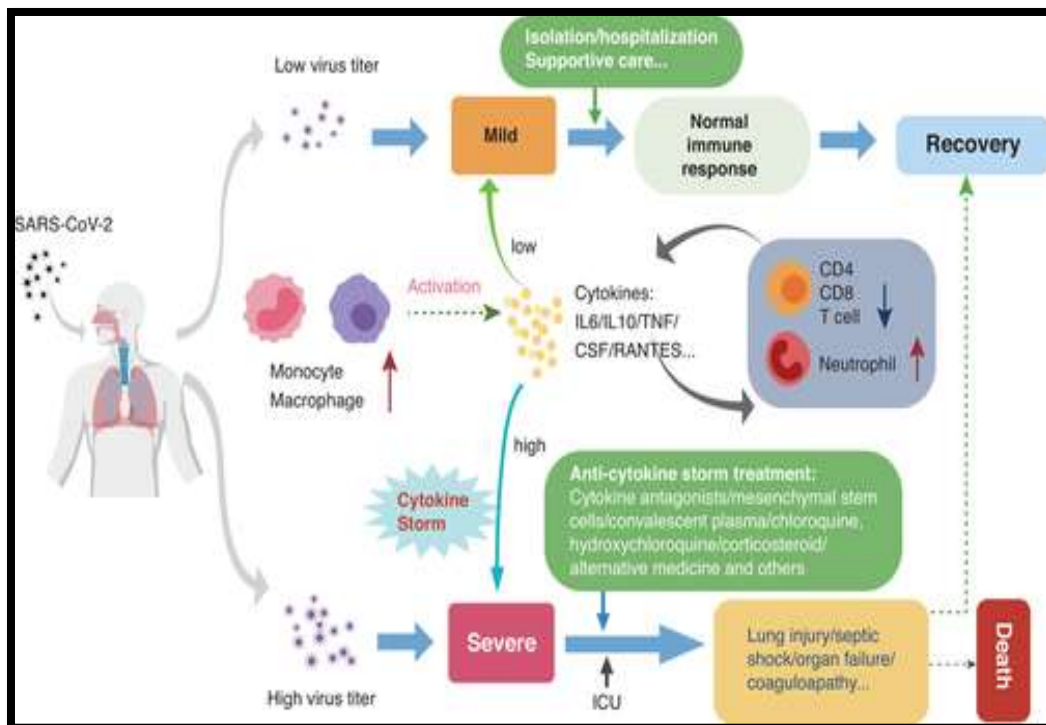 Isolation/hospitalization
Supportive care...
Low virus titer
Mild
Normal
immune
response
Recovery
SARS-CoV-2
low
Activation
Monocyte
Macrophage
Cytokines:
IL6/IL10/TNF/
CSF/RANTES...
CD4
CD8
T cell
Neutrophil
high
Cytokine
Storm
Anti-cytokine storm treatment:
Cytokine antagonists/mesenchymal stem
cells/convalescent plasma/chloroquine,
hydroxychloroquine/corticosteroid/
alternative medicine and others
High virus titer
Severe
ICU
Lung injury/septic
shock/organ failure/
coaguloapathy...
Death